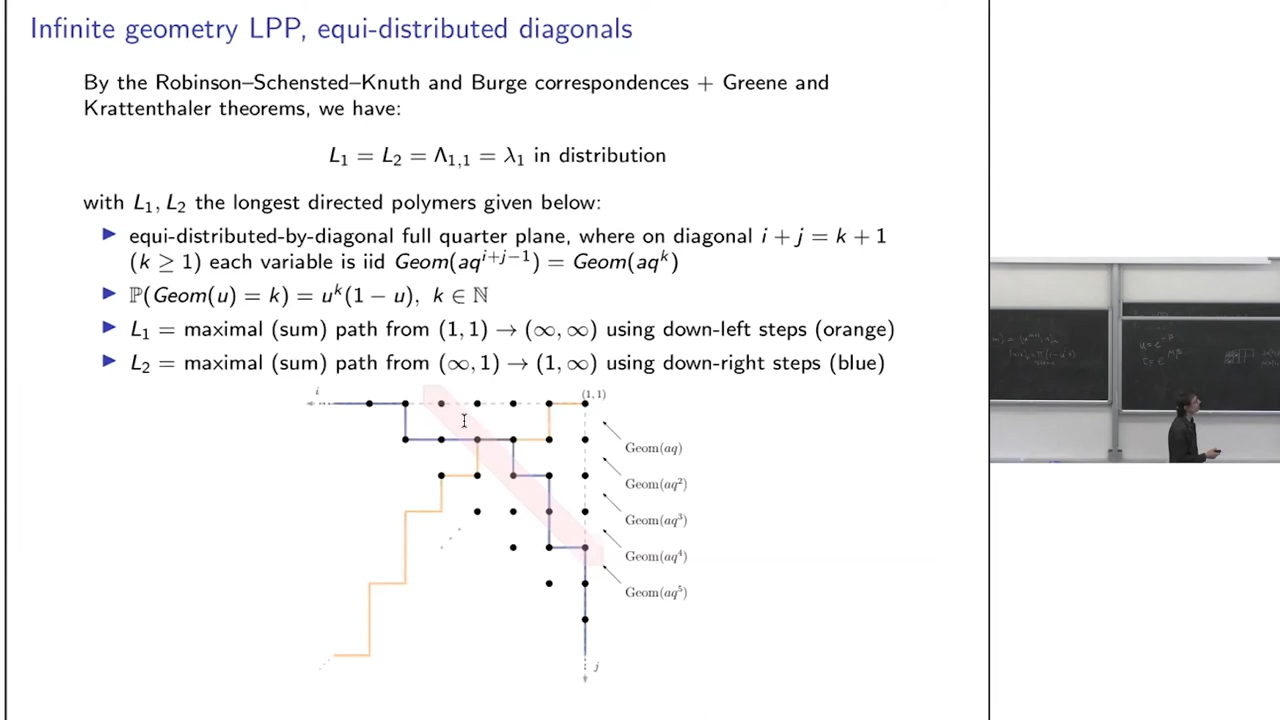 Infinite geometry LPP, equi-distributed diagonals
By the Robinson–Schensted–Knuth and Burge correspondences + Greene and
Krattenthaler theorems, we have:
L₁ = L₂ = Λ₁,₁ = λ₁ in distribution
with L₁, L₂ the longest directed polymers given below:
▶ equi-distributed-by-diagonal full quarter plane, where on diagonal i + j = k + 1
(k ≥ 1) each variable is iid Geom(aq^{i+j−1}) = Geom(aq^k)
▶ ℙ(Geom(u) = k) = u^k(1 − u), k ∈ ℕ
▶ L₁ = maximal (sum) path from (1, 1) → (∞, ∞) using down-left steps (orange)
▶ L₂ = maximal (sum) path from (∞, 1) → (1, ∞) using down-right steps (blue)
i
(1, 1)
Geom(aq)
Geom(aq²)
Geom(aq³)
Geom(aq⁴)
Geom(aq⁵)
j